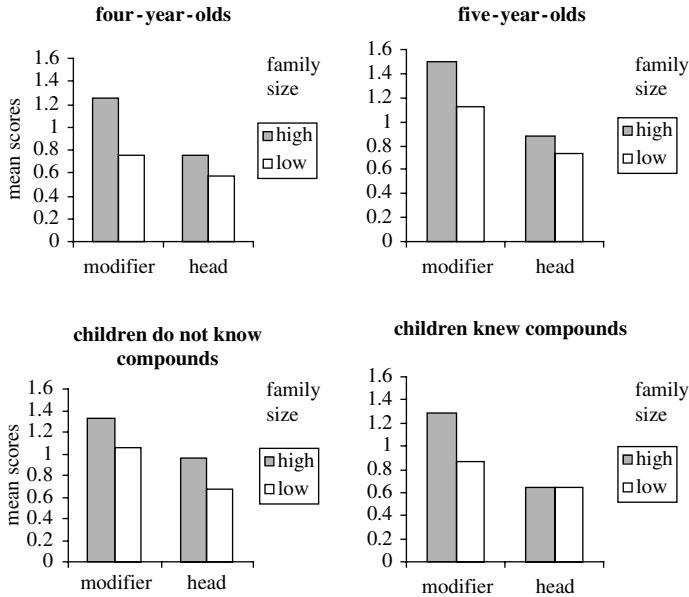 four-year-olds
1.6
1.4
1.2
1
0.8
0.6
0.4
0.2
0
mean scores
modifier
head
family
size
high
low
five-year-olds
1.6
1.4
1.2
1
0.8
0.6
0.4
0.2
0
modifier
head
family
size
high
low
children do not know
compounds
1.6
1.4
1.2
1
0.8
0.6
0.4
0.2
0
mean scores
modifier
head
family
size
high
low
children knew compounds
1.6
1.4
1.2
1
0.8
0.6
0.4
0.2
0
modifier
head
family
size
high
low